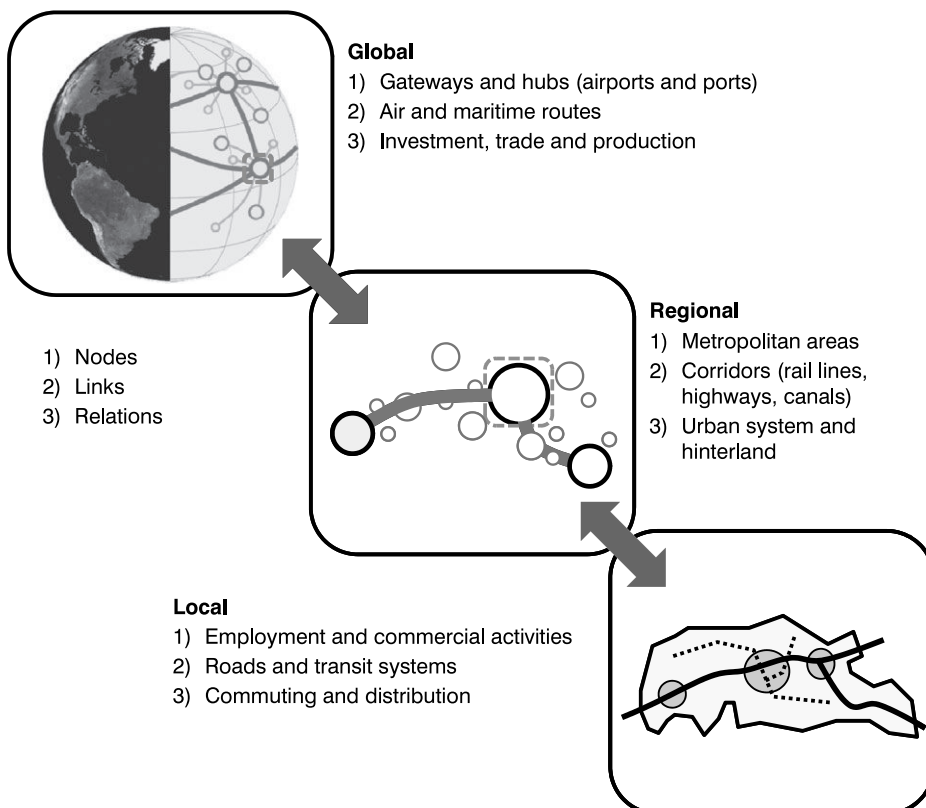 Global
1) Gateways and hubs (airports and ports)
2) Air and maritime routes
3) Investment, trade and production
1) Nodes
2) Links
3) Relations
Regional
1) Metropolitan areas
2) Corridors (rail lines,
highways, canals)
3) Urban system and
hinterland
Local
1) Employment and commercial activities
2) Roads and transit systems
3) Commuting and distribution